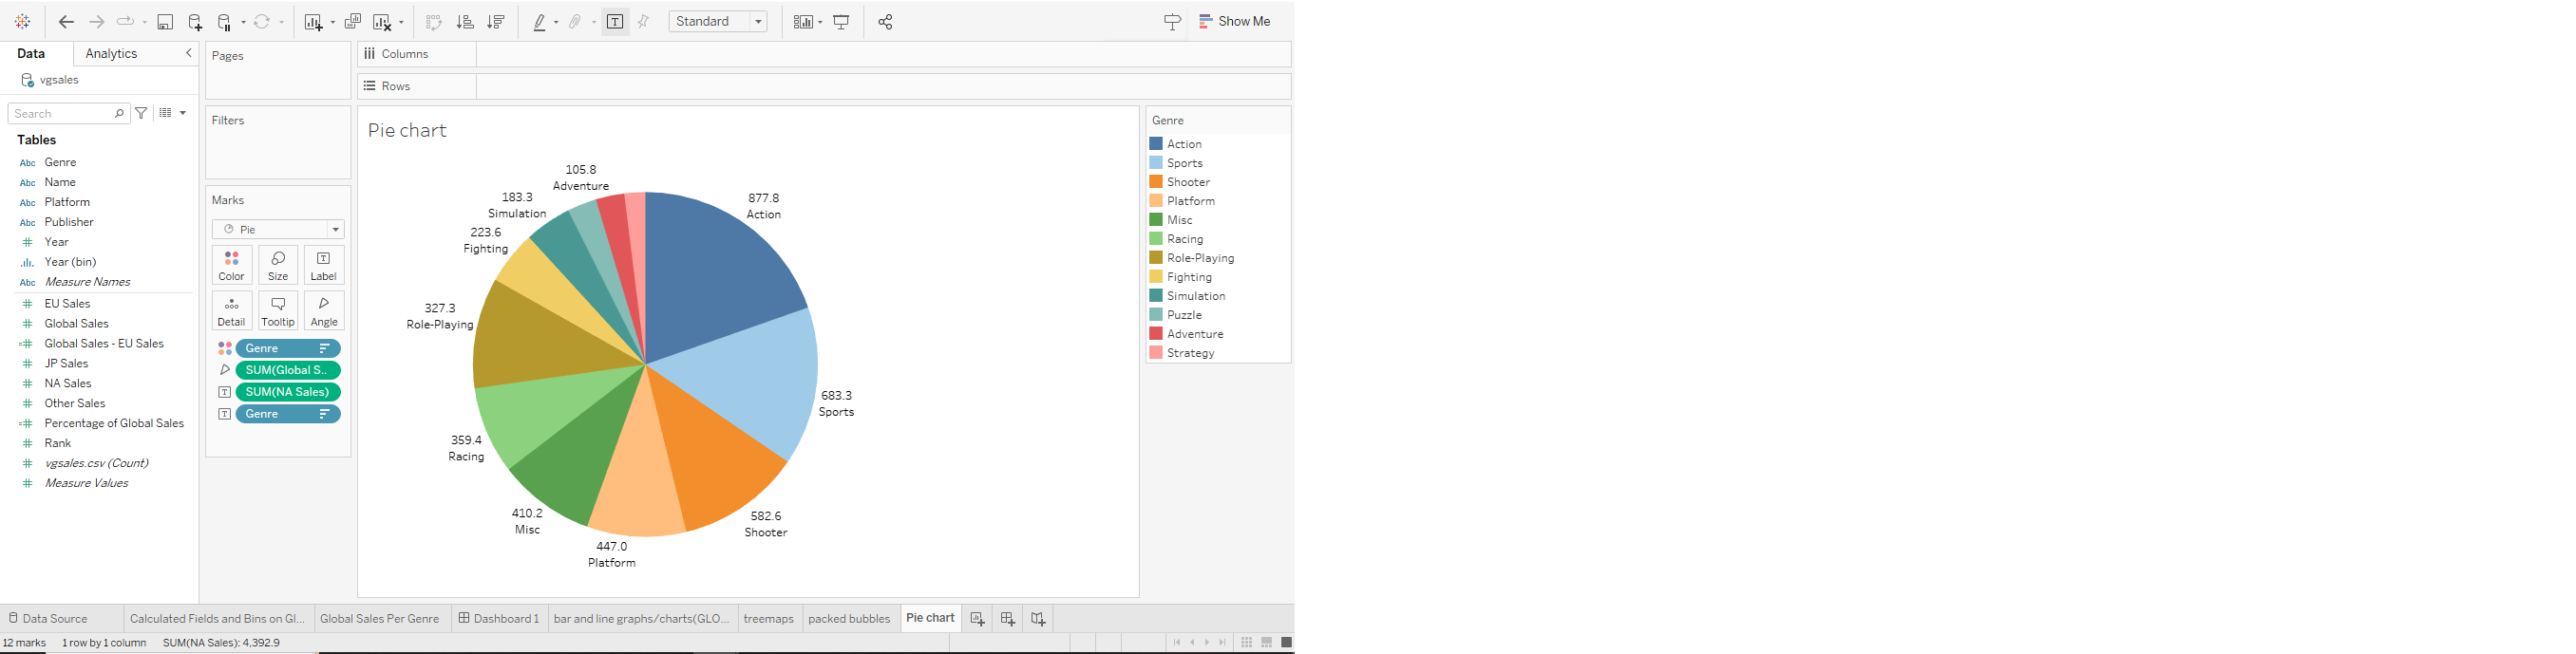 Standard
Show Me
Data
Analytics
vgsales
Search
Tables
Abc Genre
Abc Name
Abc Platform
Abc Publisher
Year
Year (bin)
Abc Measure Names
EU Sales
Global Sales
Global Sales - EU Sales
JP Sales
NA Sales
Other Sales
Percentage of Global Sales
Rank
vgsales.csv (Count)
Measure Values
Pages
Filters
Marks
Pie
Color
Size
Label
Detail
Tooltip
Angle
Genre
SUM(Global S..
SUM(NA Sales)
Genre
Columns
Rows
Pie chart
105.8
Adventure
183.3
Simulation
223.6
Fighting
327.3
Role-Playing
359.4
Racing
410.2
Misc
447.0
Platform
582.6
Shooter
683.3
Sports
877.8
Action
Genre
Action
Sports
Shooter
Platform
Misc
Racing
Role-Playing
Fighting
Simulation
Puzzle
Adventure
Strategy
Data Source
Calculated Fields and Bins on Gl...
Global Sales Per Genre
Dashboard 1
bar and line graphs/charts(GLO...
treemaps
packed bubbles
Pie chart
12 marks
1 row by 1 column
SUM(NA Sales): 4,392.9